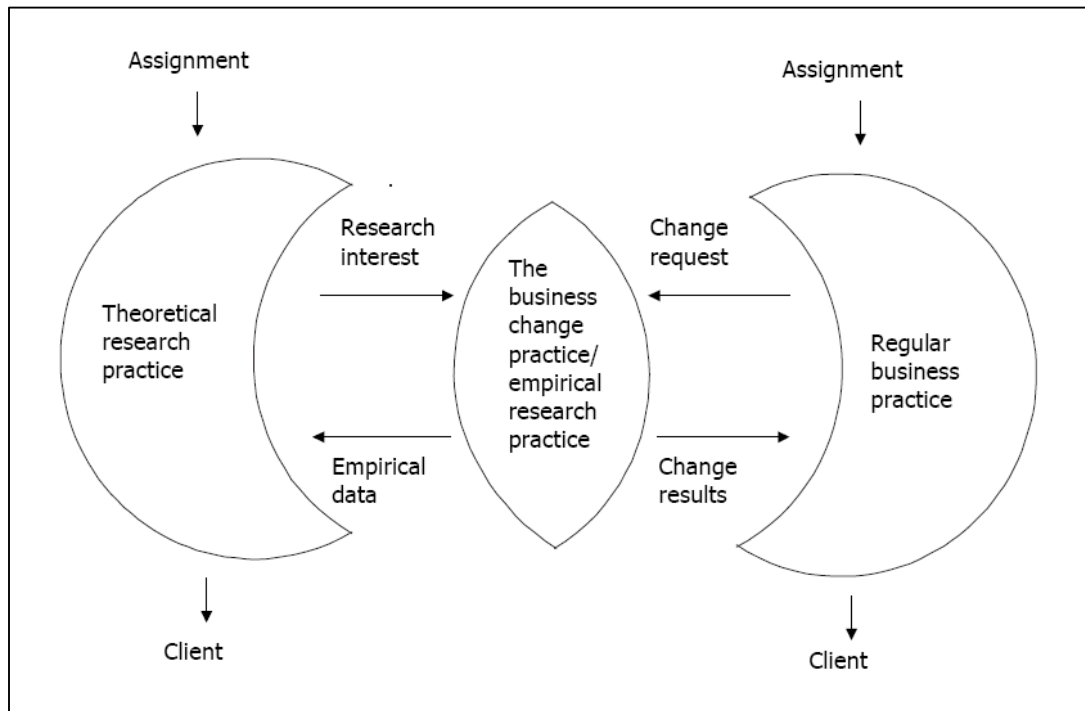 Assignment
Assignment
Research
interest
Change
request
The
business
change
practice/
empirical
research
practice
Theoretical
research
practice
Regular
business
practice
Empirical
data
Change
results
Client
Client